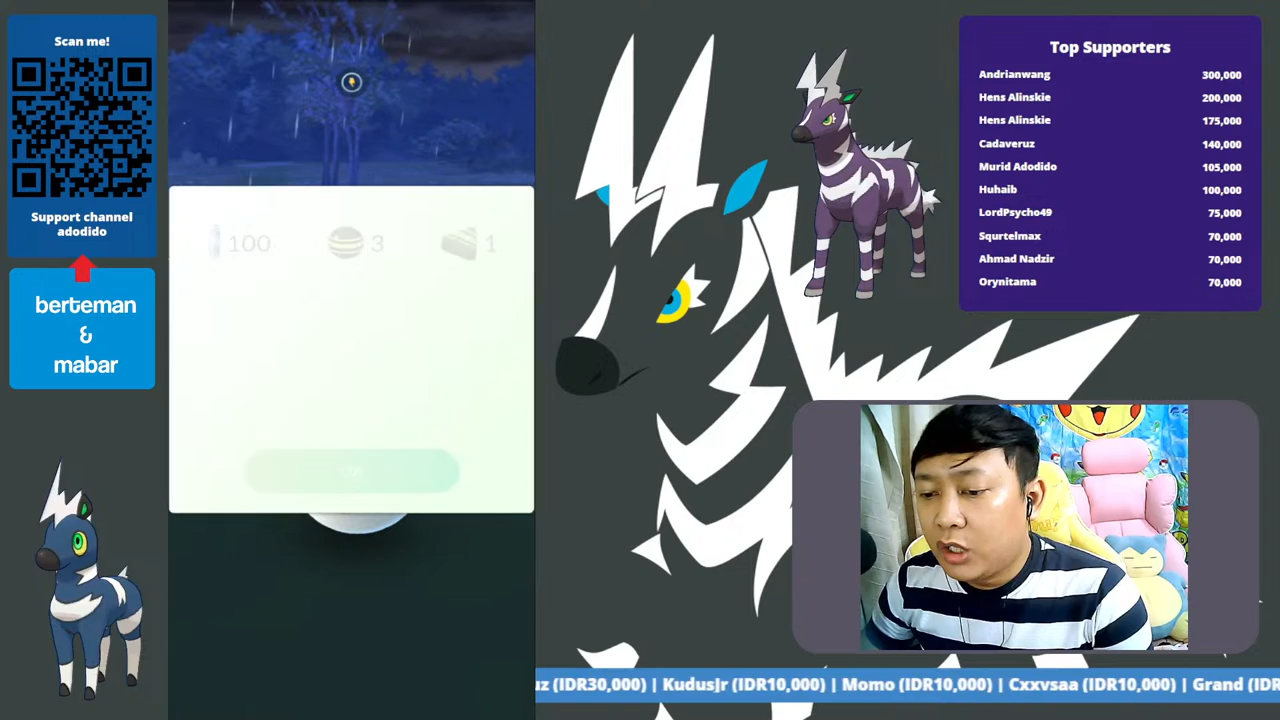 Scan me!
Support channel
adodido
berteman
&
mabar
100
3
1
Top Supporters
Andrianwang 300,000
Hens Alinskie 200,000
Hens Alinskie 175,000
Cadaveruz 140,000
Murid Adodido 105,000
Huhaib 100,000
LordPsycho49 75,000
Squrtelmax 70,000
Ahmad Nadzir 70,000
Orynitama 70,000
uz (IDR30,000) | KudusJr (IDR10,000) | Momo (IDR10,000) | Cxxvsaa (IDR10,000) | Grand (IDR